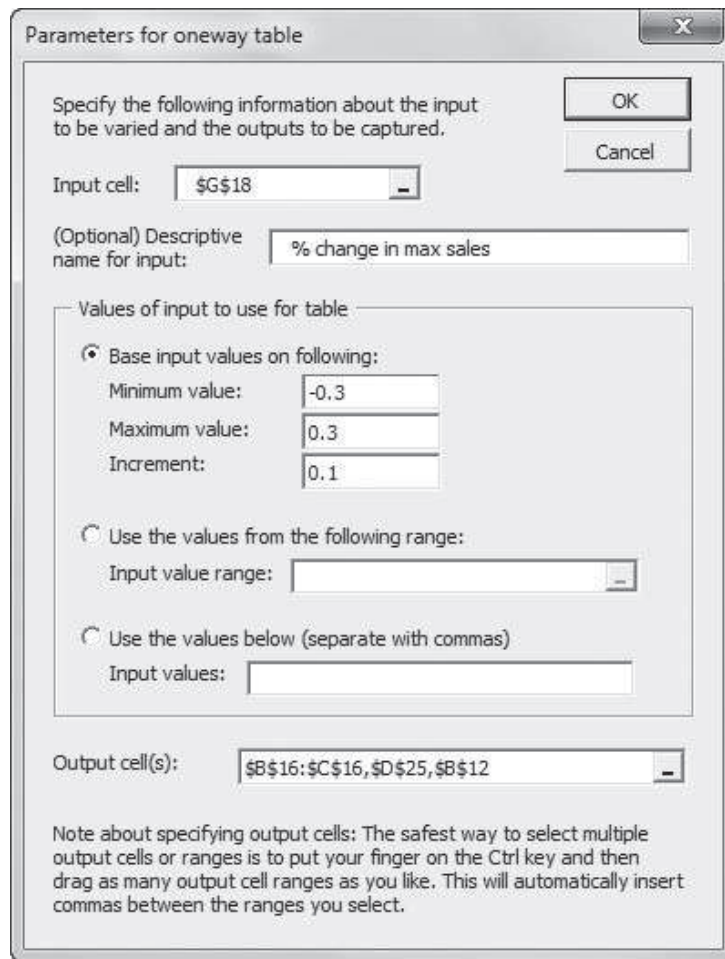 Parameters for oneway table
Specify the following information about the input
to be varied and the outputs to be captured.
OK
Cancel
Input cell: $G$18
(Optional) Descriptive
name for input: % change in max sales
Values of input to use for table
Base input values on following:
Minimum value: -0.3
Maximum value: 0.3
Increment: 0.1
Use the values from the following range:
Input value range:
Use the values below (separate with commas)
Input values:
Output cell(s): $B$16:$C$16,$D$25,$B$12
Note about specifying output cells: The safest way to select multiple
output cells or ranges is to put your finger on the Ctrl key and then
drag as many output cell ranges as you like. This will automatically insert
commas between the ranges you select.